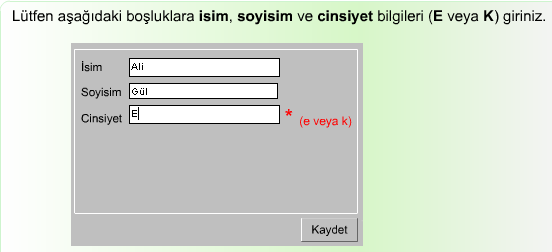 Lütfen aşağıdaki boşluklara isim, soyisim ve cinsiyet bilgileri (E veya K) giriniz.
İsim Ali
Soyisim Gül
Cinsiyet E * (e veya k)
Kaydet